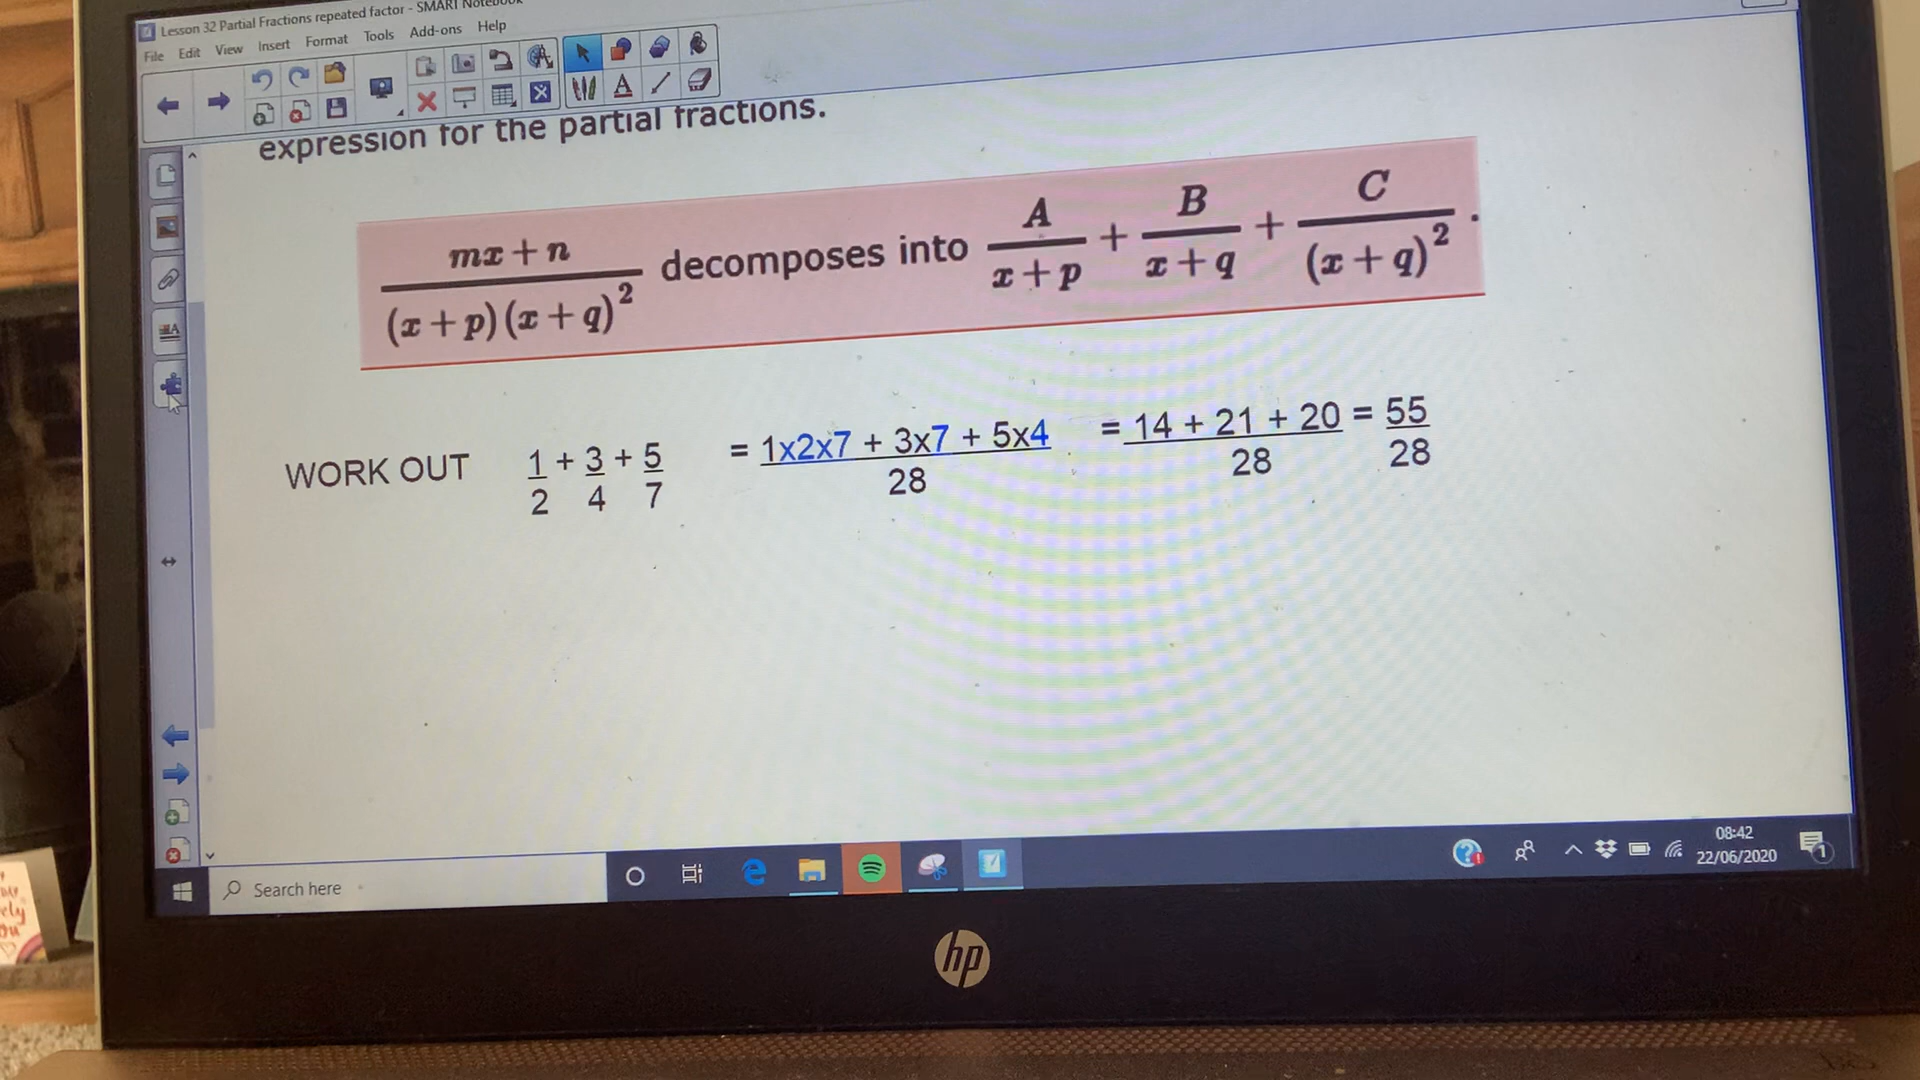 Lesson 32 Partial Fractions repeated factor - SMART Notebook
File Edit View Insert Format Tools Add-ons Help
expression for the partial fractions.
mx + n / (x + p)(x + q)² decomposes into A / x + p + B / x + q + C / (x + q)² .
WORK OUT 1/2 + 3/4 + 5/7 = 1x2x7 + 3x7 + 5x4 / 28 = 14 + 21 + 20 / 28 = 55/28
Search here
08:42
22/06/2020
1
hp